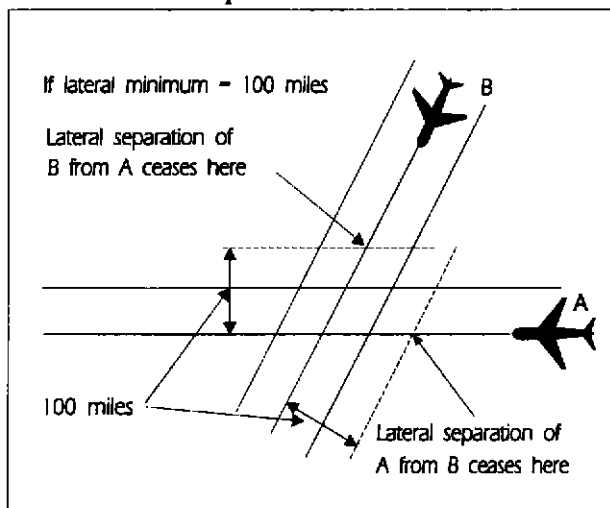 If lateral minimum = 100 miles
B
Lateral separation of
B from A ceases here
A
100 miles
Lateral separation of
A from B ceases here